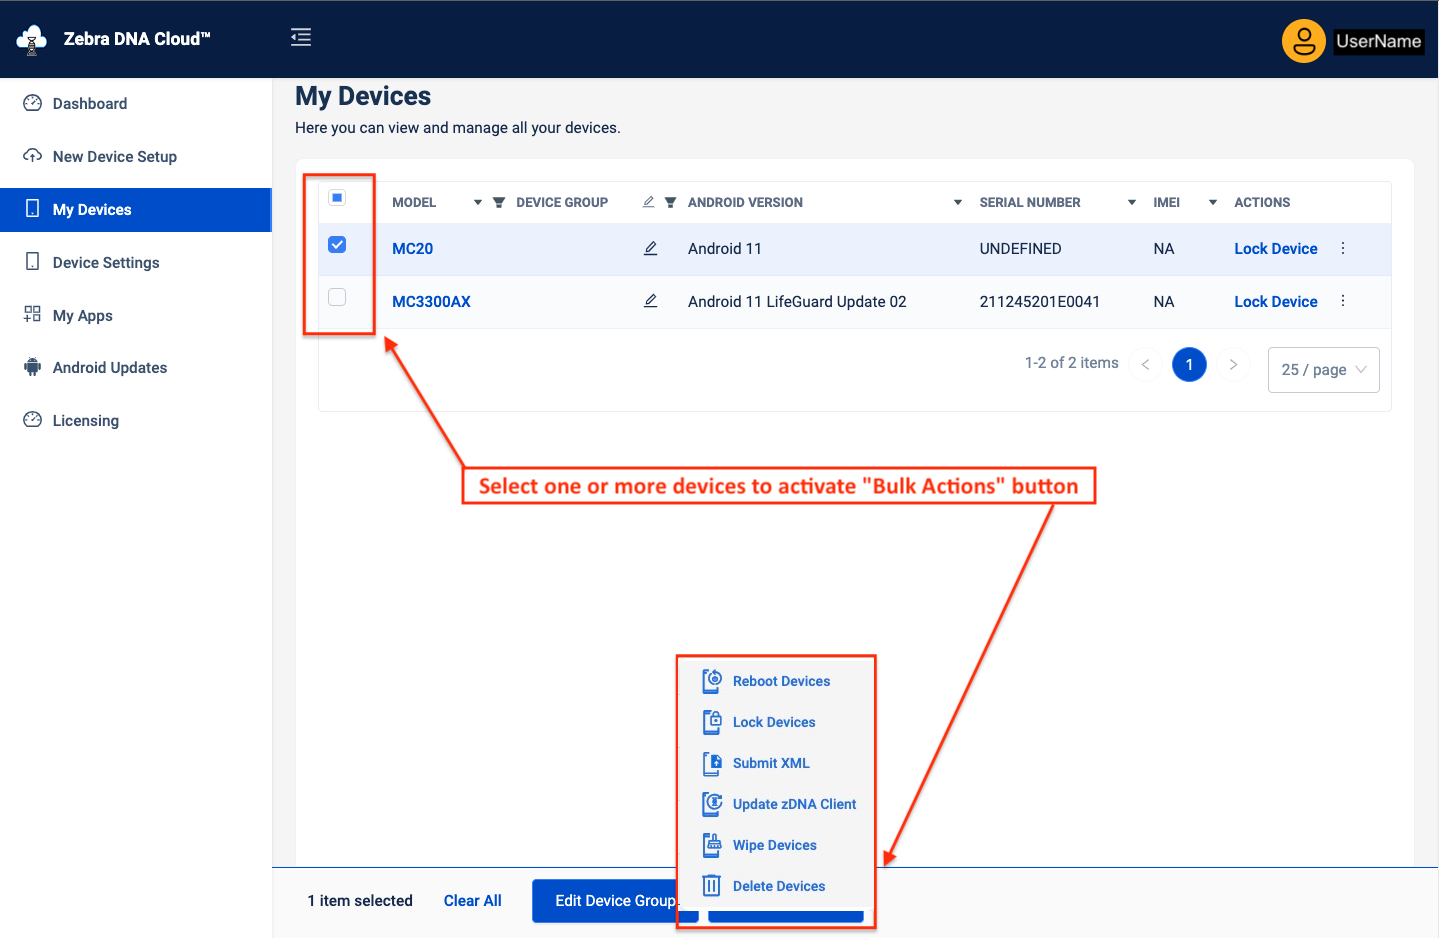 Zebra DNA Cloud™
UserName
Dashboard
New Device Setup
My Devices
Device Settings
My Apps
Android Updates
Licensing
My Devices
Here you can view and manage all your devices.
MODEL DEVICE GROUP ANDROID VERSION SERIAL NUMBER IMEI ACTIONS
MC20 Android 11 UNDEFINED NA Lock Device
MC3300AX Android 11 LifeGuard Update 02 211245201E0041 NA Lock Device
1-2 of 2 items < 1 > 25 / page
Select one or more devices to activate "Bulk Actions" button
Reboot Devices
Lock Devices
Submit XML
Update zDNA Client
Wipe Devices
Delete Devices
1 item selected Clear All Edit Device Group